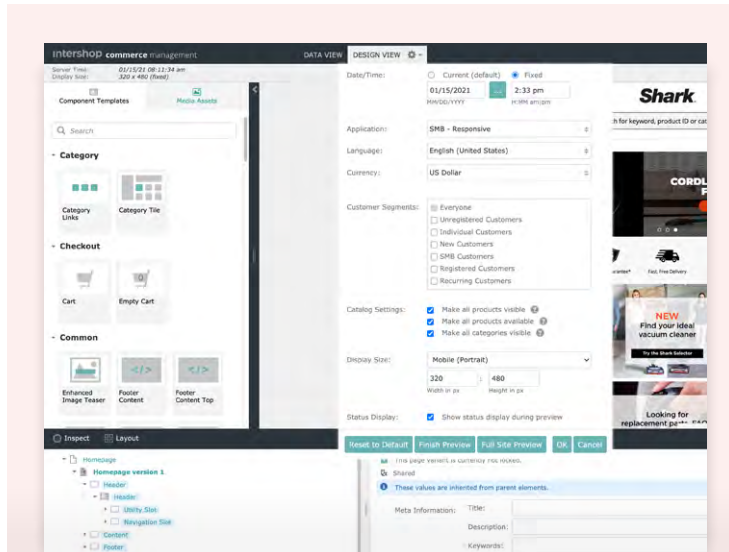 intershop commerce management
DATA VIEW DESIGN VIEW
Server Time: 01/15/21 08:11:34 am
Display Size: 320 x 480 (fixed)
Component Templates
Media Assets
Search
Category
Category Links
Category Tile
Checkout
Cart
Empty Cart
Common
Enhanced Image Teaser
Footer Content
Footer Content Top
Date/Time: Current (default) Fixed
01/15/2021 2:33 pm
MM/DD/YYYY H:MM am:pm
Application: SMB - Responsive
Language: English (United States)
Currency: US Dollar
Customer Segments: Everyone
Unregistered Customers
Individual Customers
New Customers
SMB Customers
Registered Customers
Recurring Customers
Catalog Settings: Make all products visible
Make all products available
Make all categories visible
Display Size: Mobile (Portrait)
320 : 480
Width in px Height in px
Status Display: Show status display during preview
Reset to Default Finish Preview Full Site Preview OK Cancel
Shark
h for keyword, product ID or cat
CORDL
F
Fast, Free Delivery
NEW
Find your ideal
vacuum cleaner
Try the Shark Selector
Looking for
replacement parts, FAQ
Inspect Layout
Homepage
Homepage version 1
Header
Header
Utility Slot
Navigation Slot
Content
Footer
This page variant is currently not locked.
Shared
These values are inherited from parent elements.
Meta Information: Title:
Description:
Keywords: